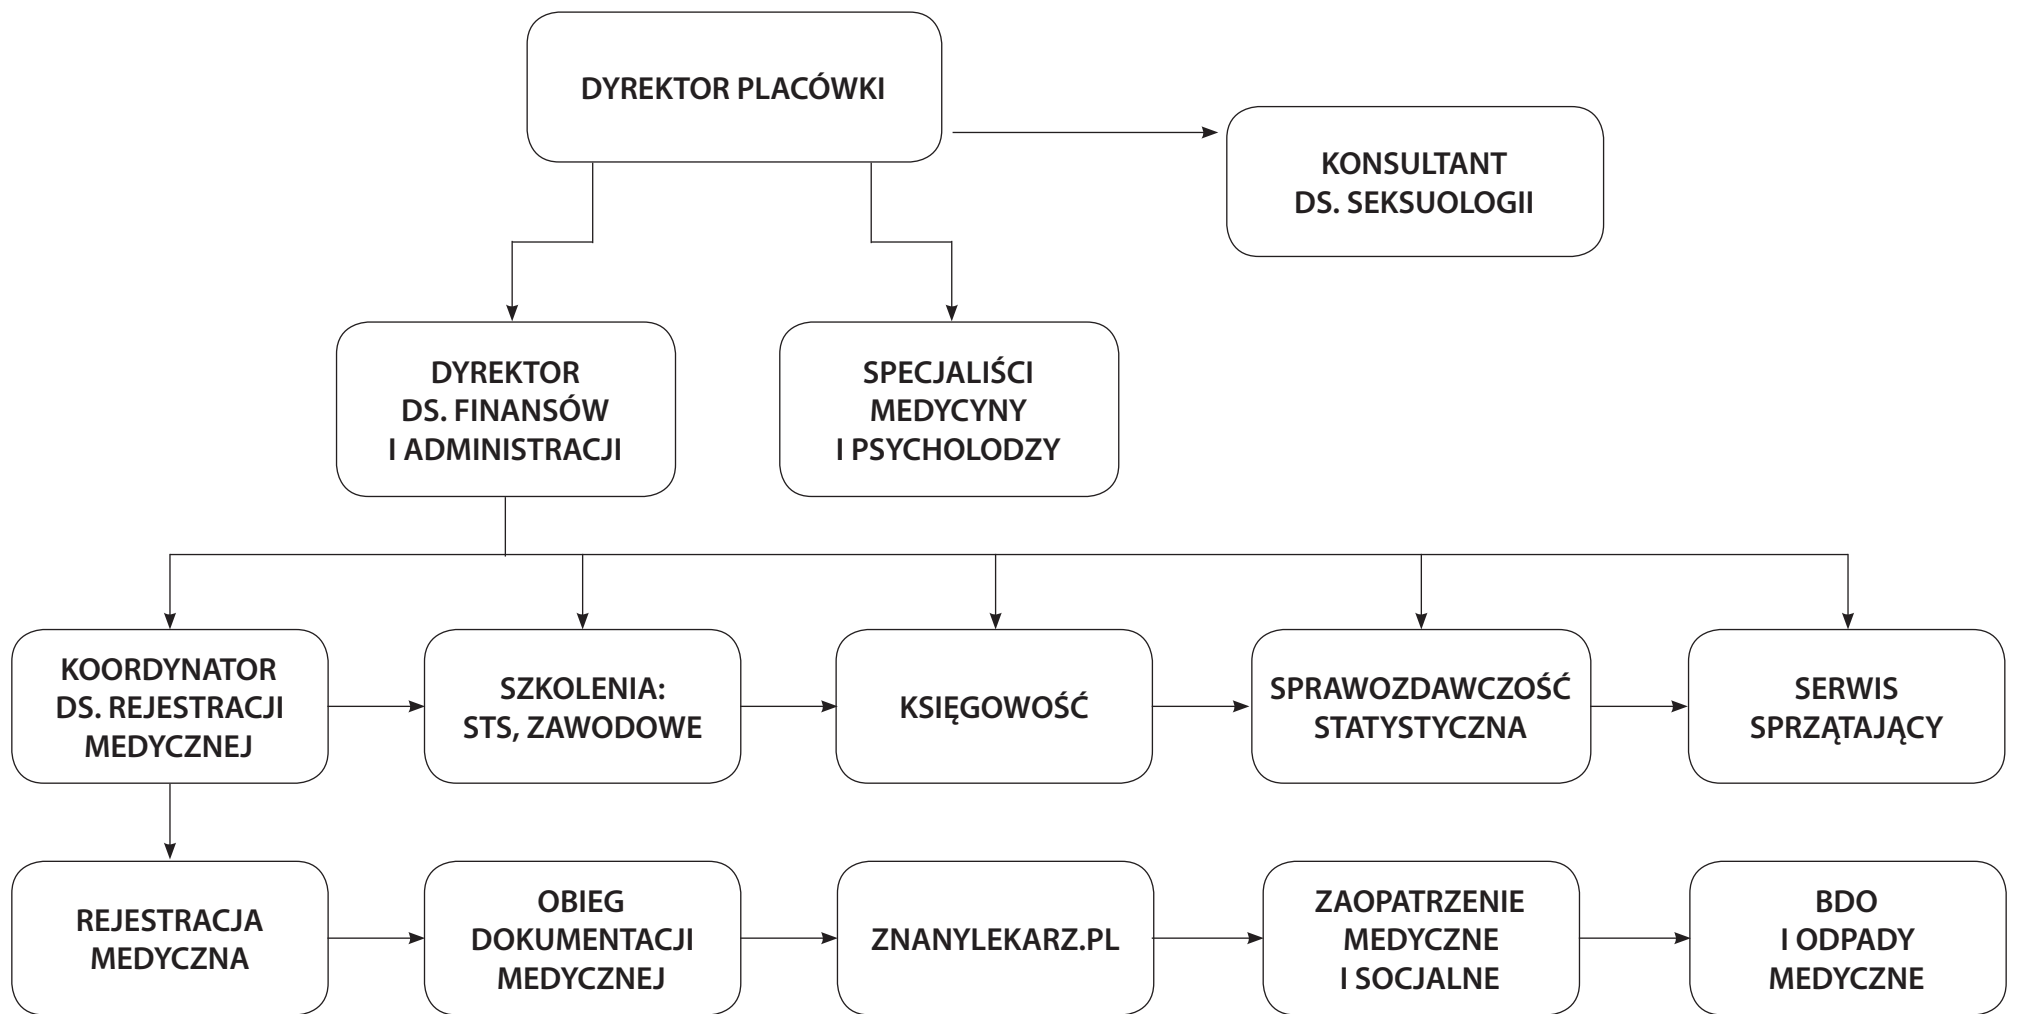 DYREKTOR PLACÓWKI
KONSULTANT
DS. SEKSUOLOGII
DYREKTOR
DS. FINANSÓW
I ADMINISTRACJI
SPECJALIŚCI
MEDYCYNY
I PSYCHOLODZY
KOORDYNATOR
DS. REJESTRACJI
MEDYCZNEJ
SZKOLENIA:
STS, ZAWODOWE
KSIĘGOWOŚĆ
SPRAWOZDAWCZOŚĆ
STATYSTYCZNA
SERWIS
SPRZĄTAJĄCY
REJESTRACJA
MEDYCZNA
OBIEG
DOKUMENTACJI
MEDYCZNEJ
ZNANYLEKARZ.PL
ZAOPATRZENIE
MEDYCZNE
I SOCJALNE
BDO
I ODPADY
MEDYCZNE